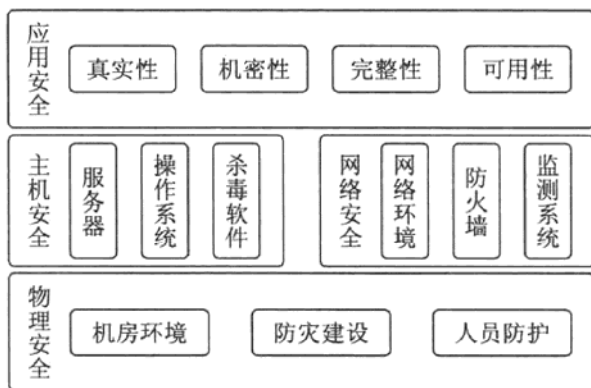 应用安全
真实性
机密性
完整性
可用性
主机安全
服务器
操作系统
杀毒软件
网络安全
网络环境
防火墙
监测系统
物理安全
机房环境
防灾建设
人员防护